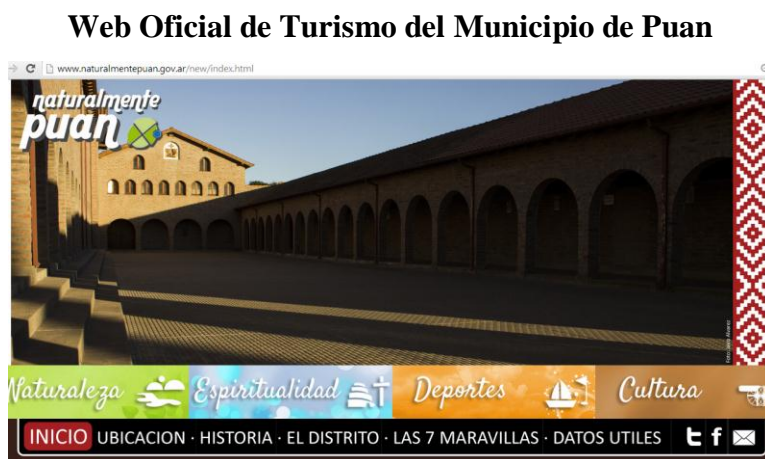 Web Oficial de Turismo del Municipio de Puan
www.naturalmentepuan.gov.ar/new/index.html
naturalmente
puan
Naturaleza Espiritualidad Deportes Cultura
INICIO UBICACION · HISTORIA · EL DISTRITO · LAS 7 MARAVILLAS · DATOS UTILES